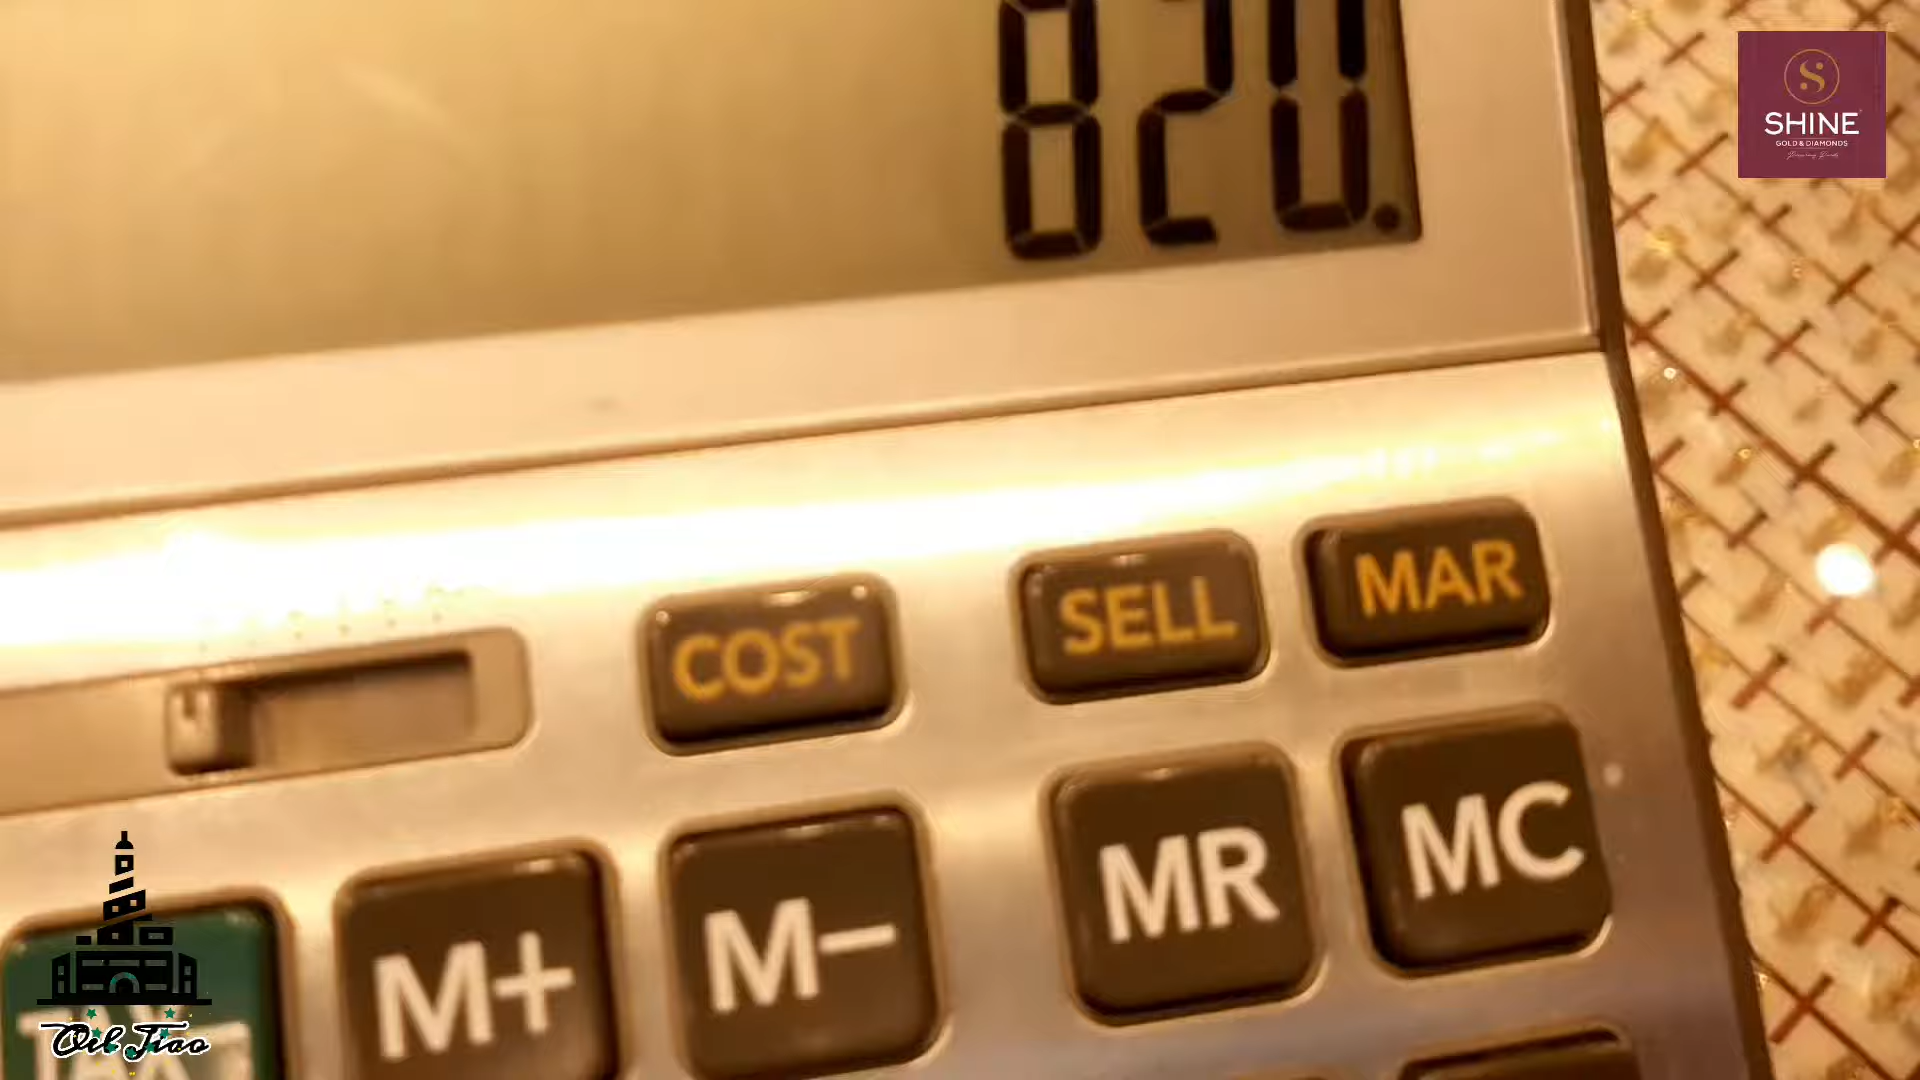 820.
SHINE
GOLD & DIAMONDS
COST SELL MAR
M+ M– MR MC